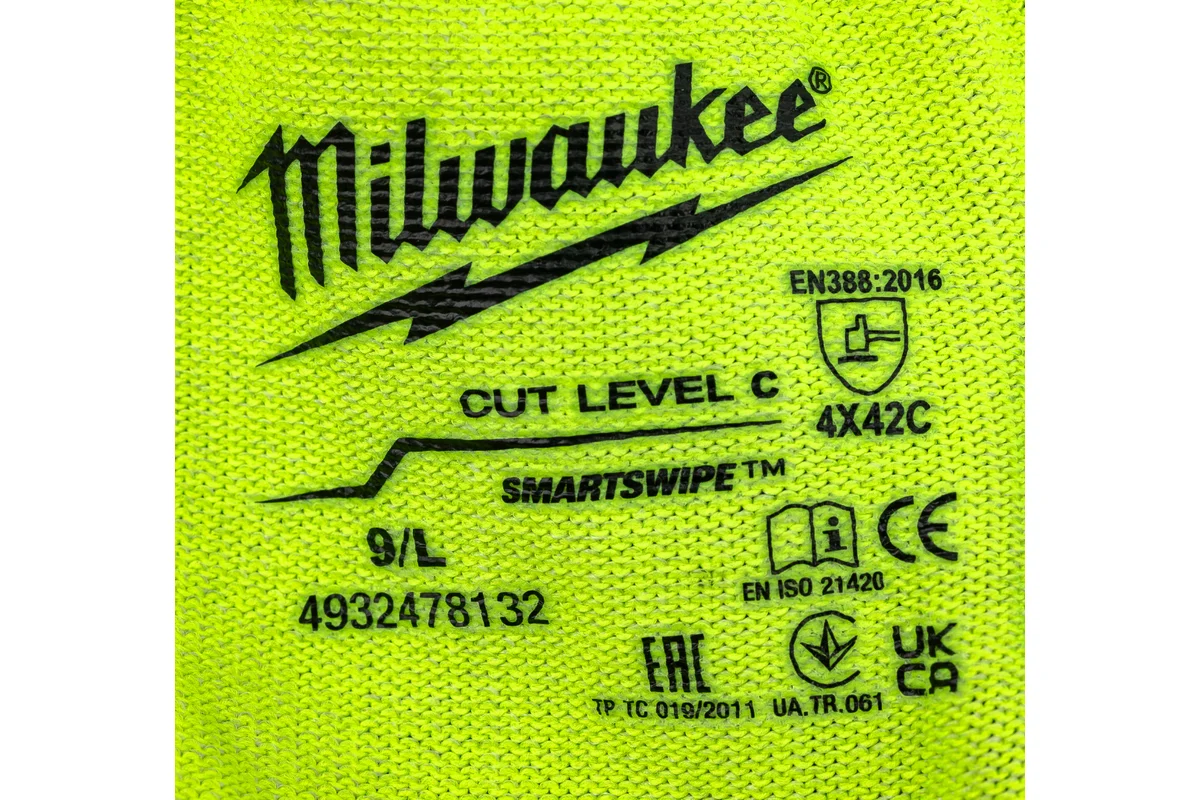 Milwaukee®
EN388:2016
CUT LEVEL C
4X42C
SMARTSWIPE™
9/L
4932478132
i
CE
EN ISO 21420
EAC
UK
CA
TP TC 019/2011
UA.TR.061